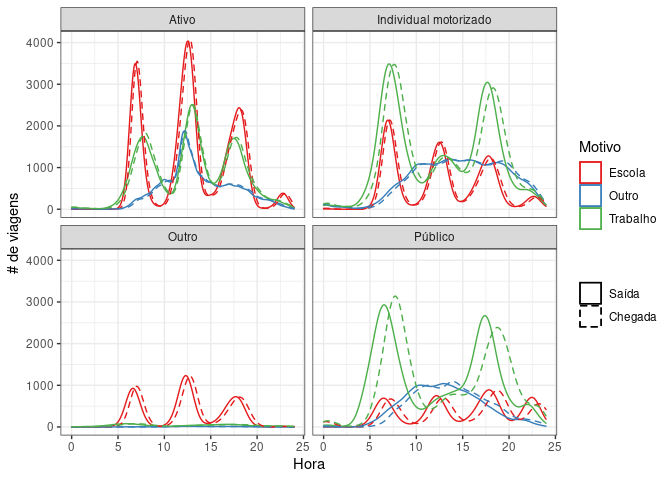 Ativo
Individual motorizado
4000
3000
2000
1000
0
Outro
Público
4000
3000
2000
1000
0
0 5 10 15 20 25
0 5 10 15 20 25
Hora
# de viagens
Motivo
Escola
Outro
Trabalho
Saída
Chegada